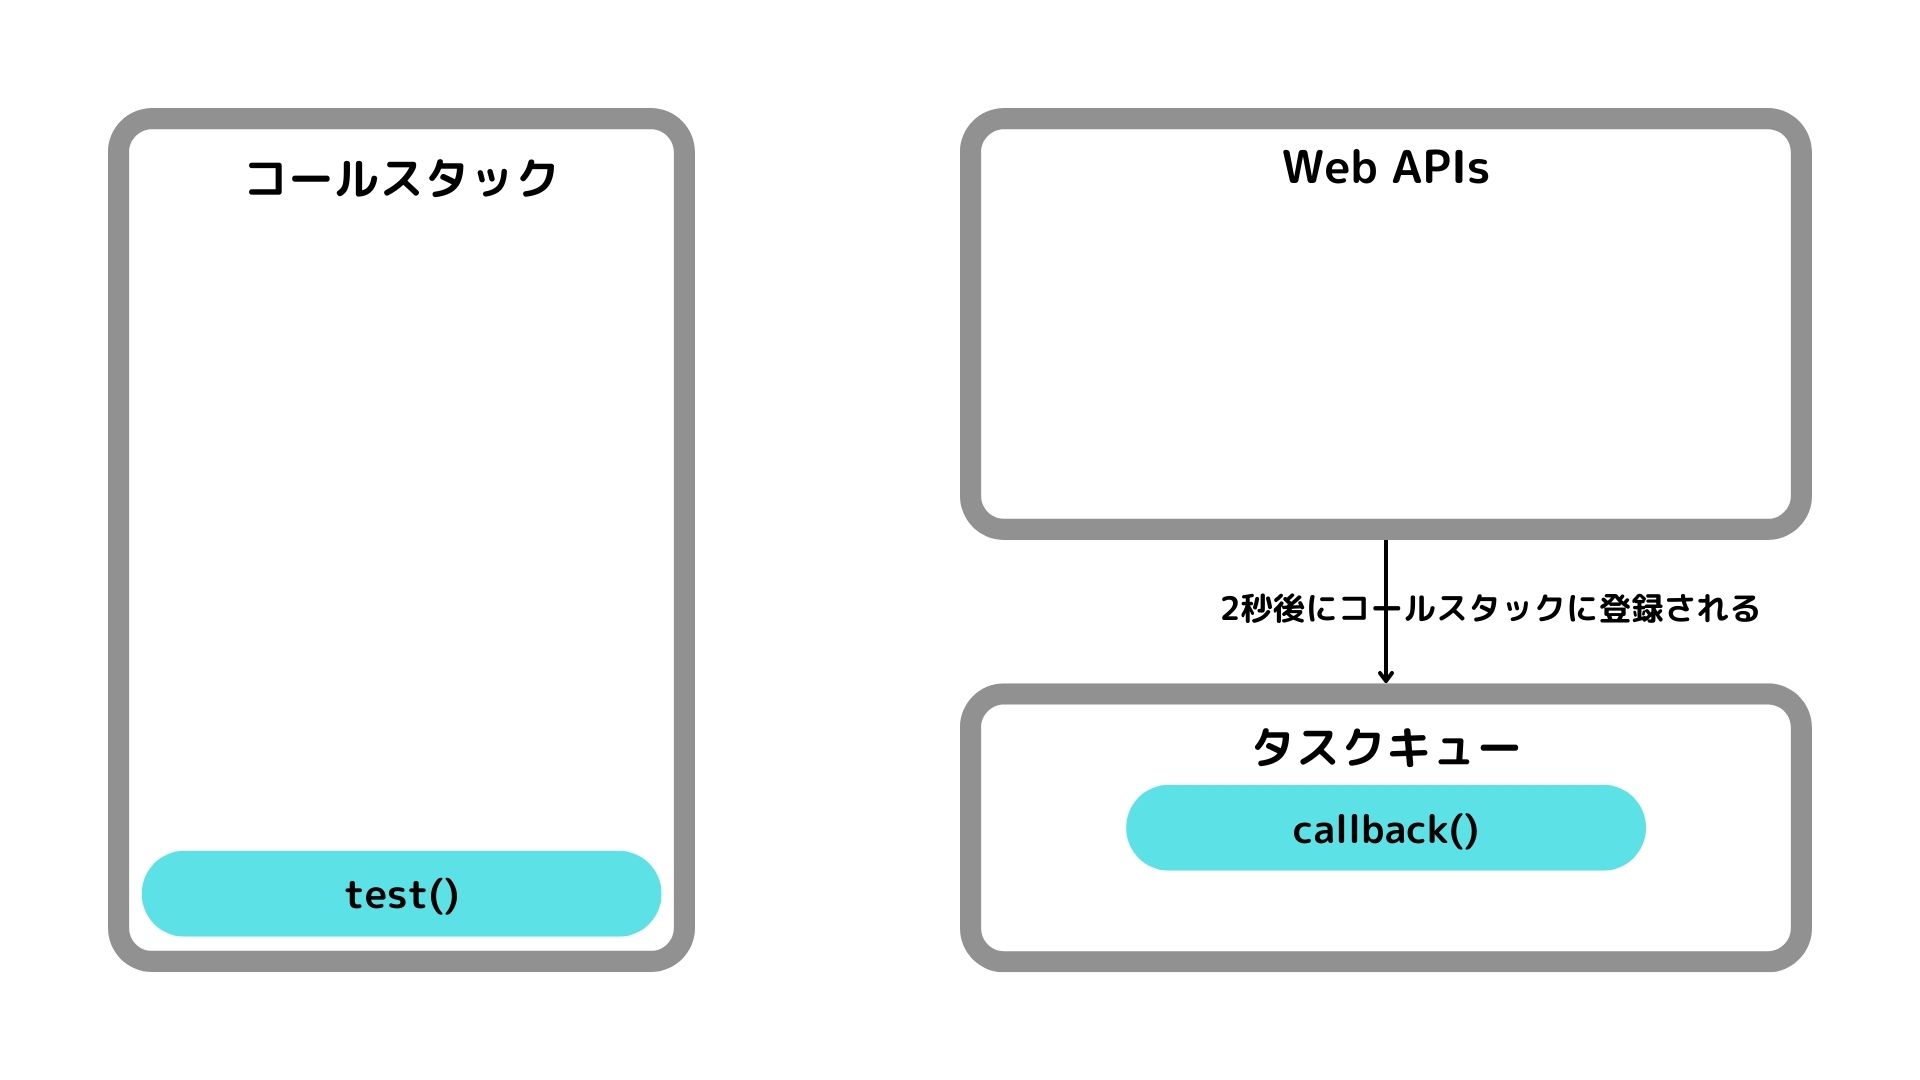 コールスタック
test()
Web APIs
2秒後にコールスタックに登録される
タスクキュー
callback()